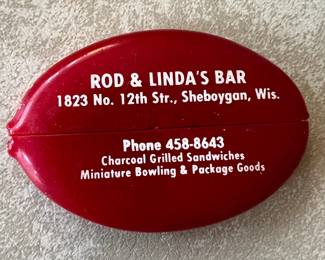 ROD & LINDA'S BAR
1823 No. 12th Str., Sheboygan, Wis.
Phone 458-8643
Charcoal Grilled Sandwiches
Miniature Bowling & Package Goods